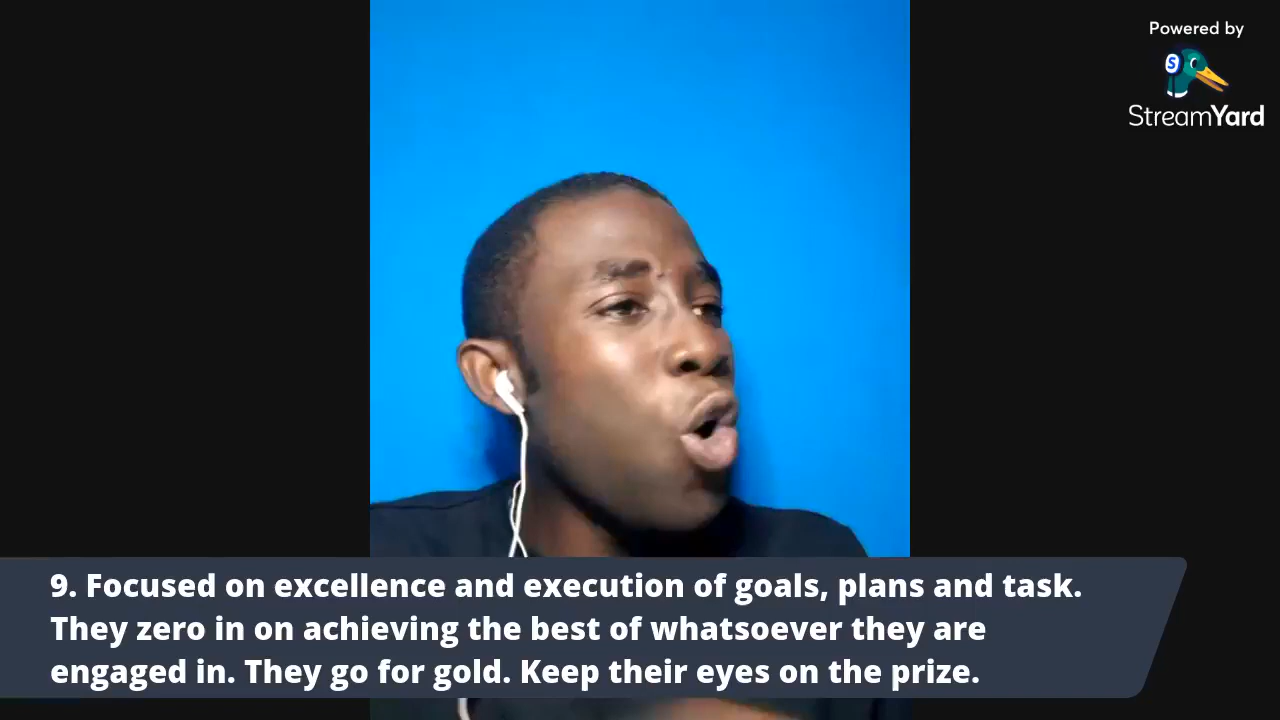 Powered by
S
StreamYard
9. Focused on excellence and execution of goals, plans and task.
They zero in on achieving the best of whatsoever they are
engaged in. They go for gold. Keep their eyes on the prize.